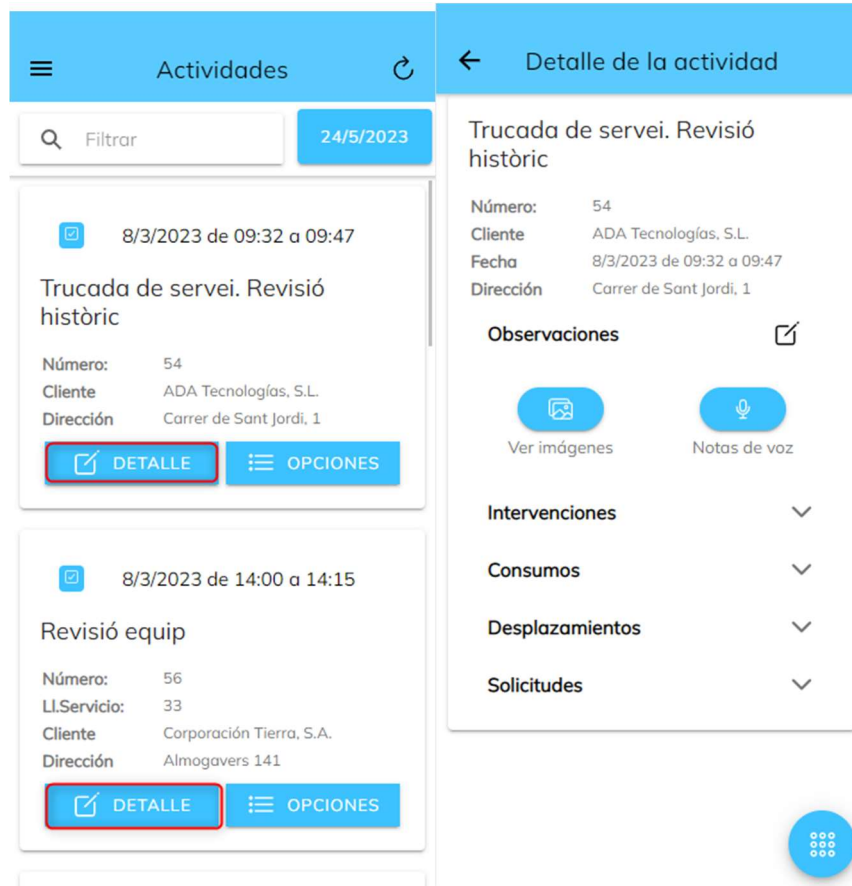 Actividades
Filtrar
24/5/2023
8/3/2023 de 09:32 a 09:47
Trucada de servei. Revisió
històric
Número: 54
Cliente ADA Tecnologías, S.L.
Dirección Carrer de Sant Jordi, 1
DETALLE OPCIONES
8/3/2023 de 14:00 a 14:15
Revisió equip
Número: 56
Ll.Servicio: 33
Cliente Corporación Tierra, S.A.
Dirección Almogavers 141
DETALLE OPCIONES
Detalle de la actividad
Trucada de servei. Revisió
històric
Número: 54
Cliente ADA Tecnologías, S.L.
Fecha 8/3/2023 de 09:32 a 09:47
Dirección Carrer de Sant Jordi, 1
Observaciones
Ver imágenes Notas de voz
Intervenciones
Consumos
Desplazamientos
Solicitudes